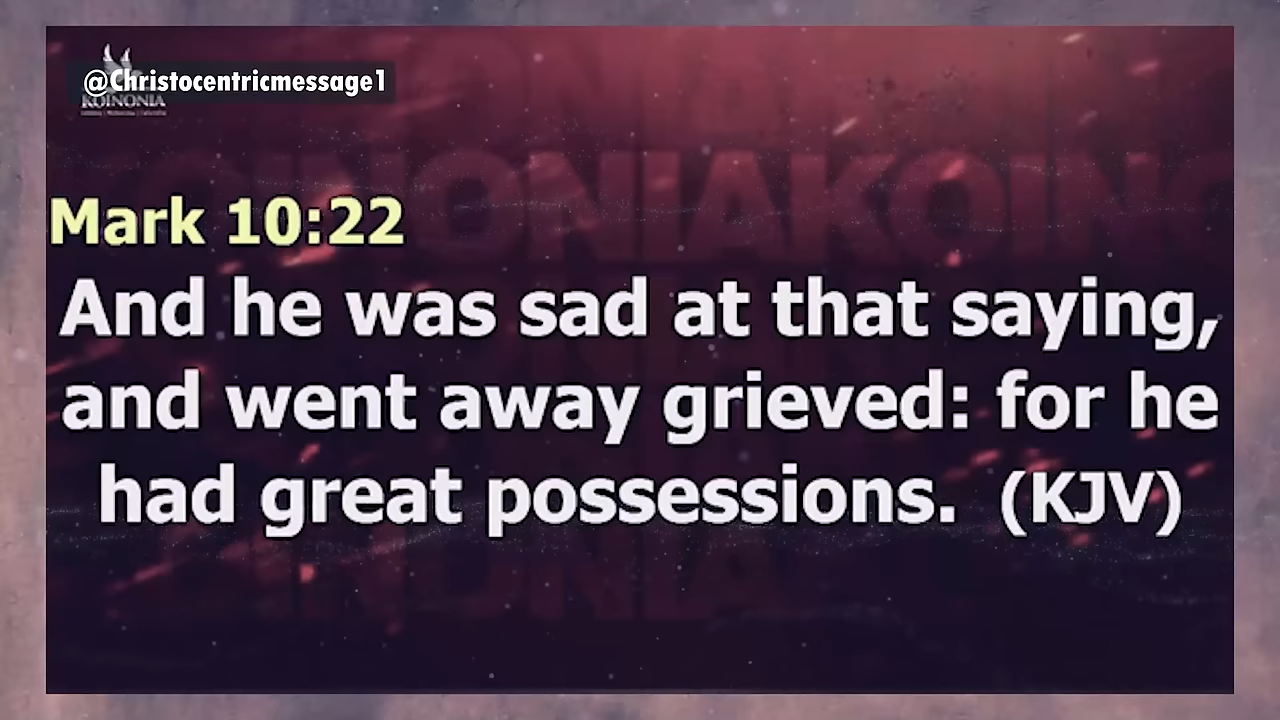 @Christocentricmessage1
KOINONIA
Mark 10:22
And he was sad at that saying,
and went away grieved: for he
had great possessions. (KJV)